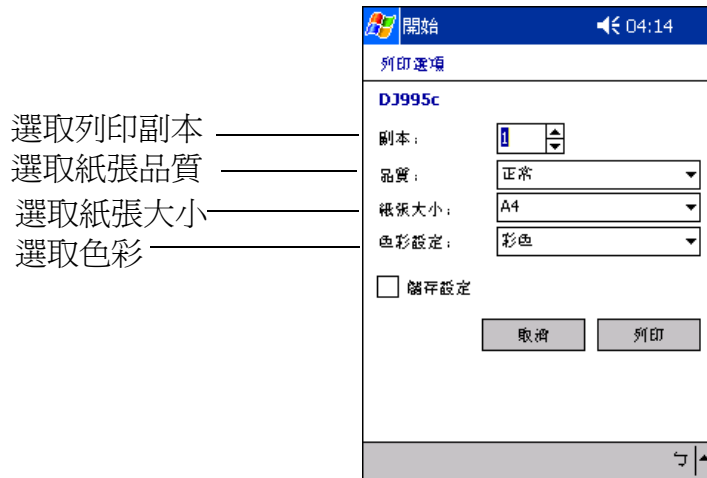 開始 04:14
列印選項
DJ995c
選取列印副本
副本： 1
選取紙張品質
品質： 正常
選取紙張大小
紙張大小： A4
選取色彩
色彩設定： 彩色
儲存設定
取消 列印
ㄅ